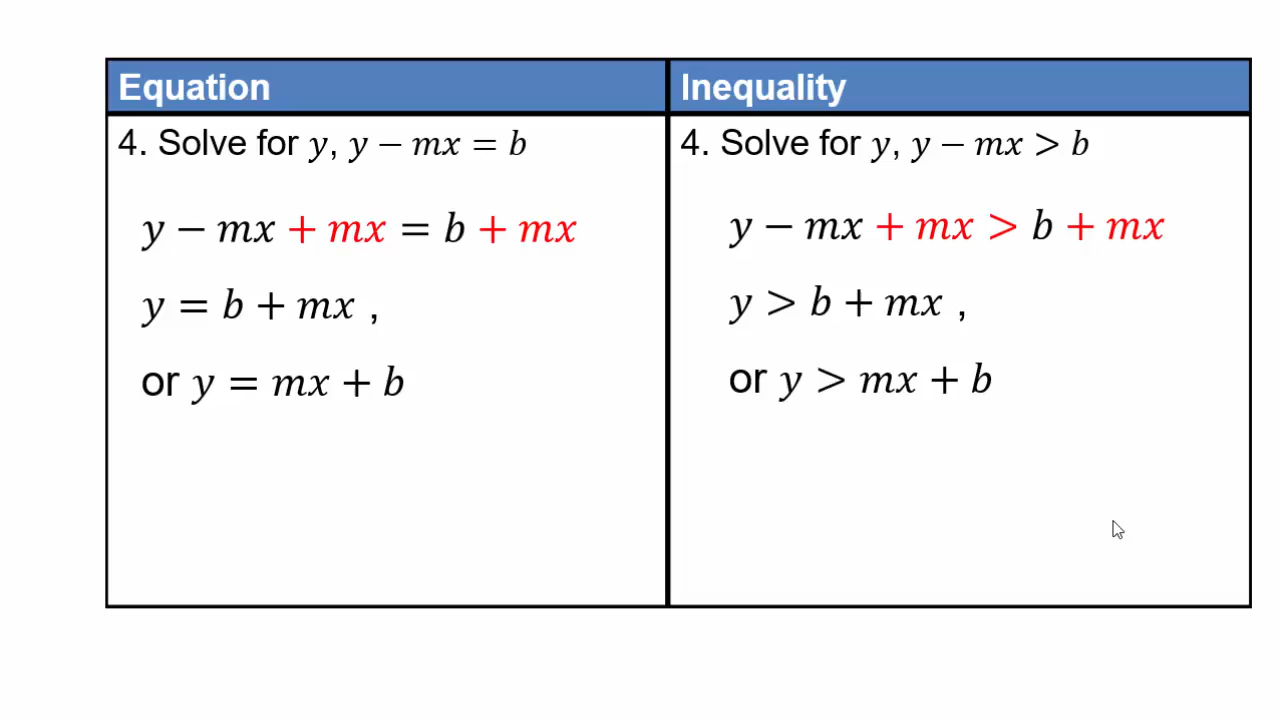 Equation
4. Solve for y, y − mx = b
y − mx + mx = b + mx
y = b + mx ,
or y = mx + b
Inequality
4. Solve for y, y − mx > b
y − mx + mx > b + mx
y > b + mx ,
or y > mx + b